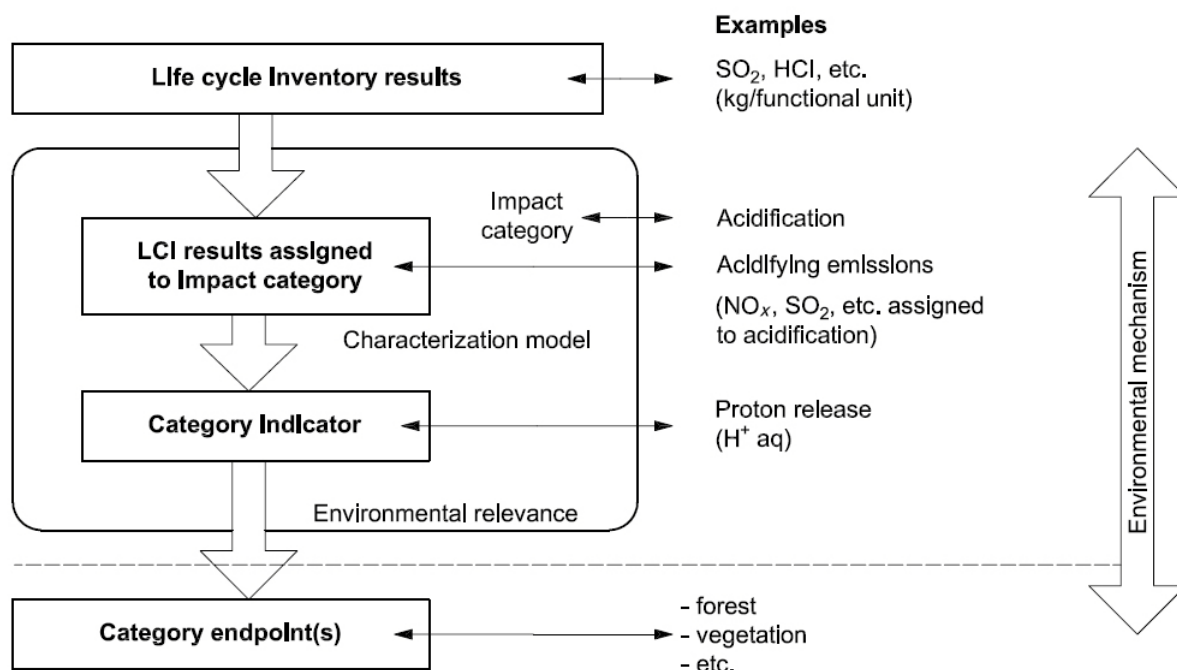 Examples
Life cycle Inventory results
SO₂, HCl, etc.
(kg/functional unit)
Impact
category
Acidification
LCI results assigned
to Impact category
Acidifying emissions
(NOₓ, SO₂, etc. assigned
to acidification)
Characterization model
Category Indicator
Proton release
(H⁺ aq)
Environmental relevance
Environmental mechanism
Category endpoint(s)
- forest
- vegetation
- etc.